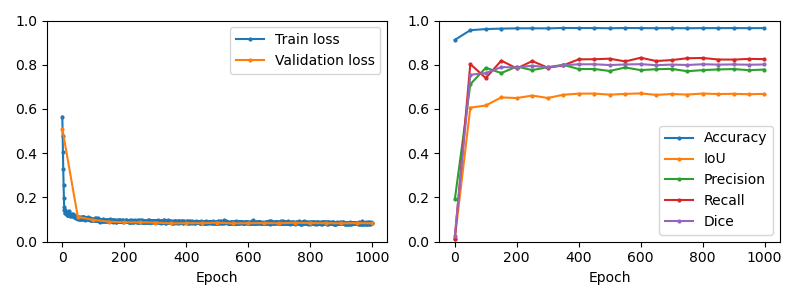 1.0
0.8
0.6
0.4
0.2
0.0
0 200 400 600 800 1000
Epoch
Train loss
Validation loss
1.0
0.8
0.6
0.4
0.2
0.0
0 200 400 600 800 1000
Epoch
Accuracy
IoU
Precision
Recall
Dice